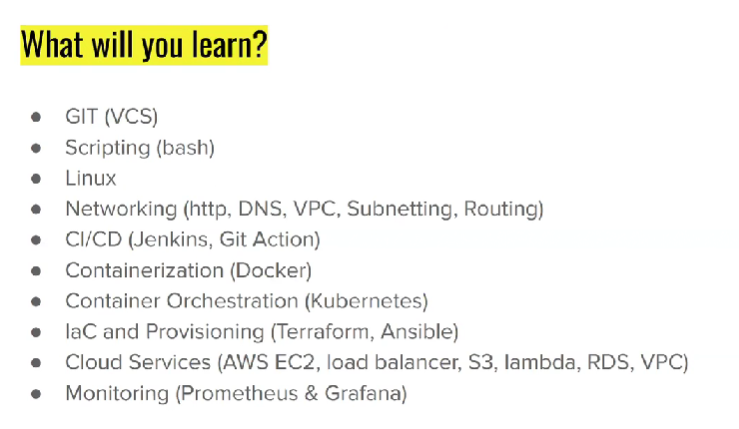 What will you learn?
● GIT (VCS)
● Scripting (bash)
● Linux
● Networking (http, DNS, VPC, Subnetting, Routing)
● CI/CD (Jenkins, Git Action)
● Containerization (Docker)
● Container Orchestration (Kubernetes)
● IaC and Provisioning (Terraform, Ansible)
● Cloud Services (AWS EC2, load balancer, S3, lambda, RDS, VPC)
● Monitoring (Prometheus & Grafana)